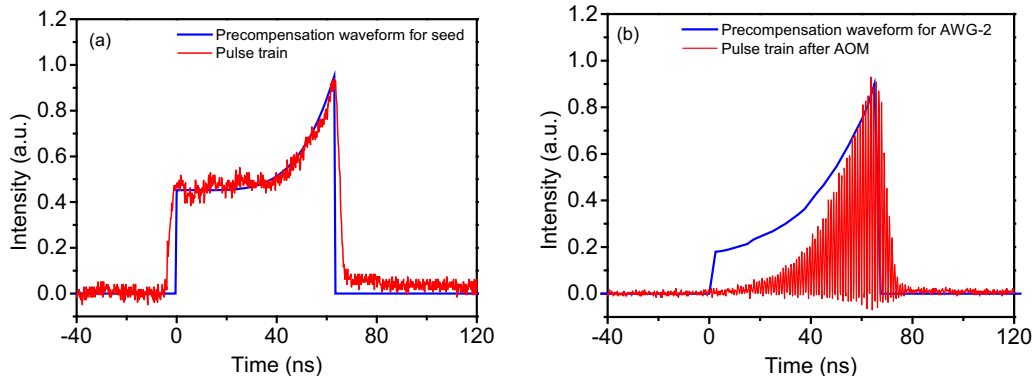 (a)
Precompensation waveform for seed
Pulse train
1.2
1.0
0.8
0.6
0.4
0.2
0.0
Intensity (a.u.)
-40 0 40 80 120
Time (ns)
(b)
Precompensation waveform for AWG-2
Pulse train after AOM
1.2
1.0
0.8
0.6
0.4
0.2
0.0
Intensity (a.u.)
-40 0 40 80 120
Time (ns)